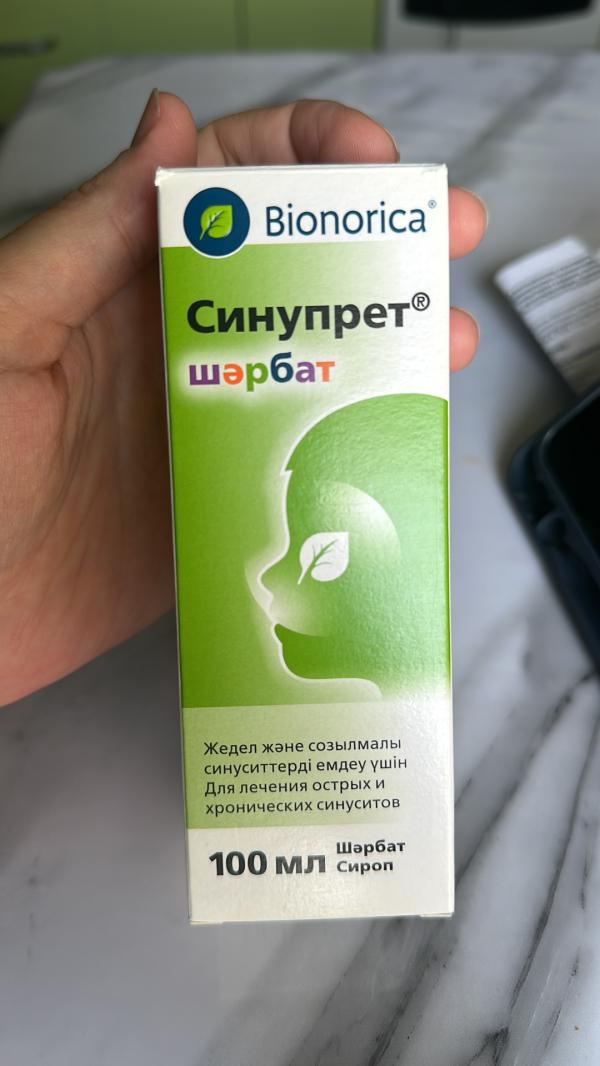 Bionorica®
Синупрет®
шәрбат
Жедел және созылмалы
синуситтерді емдеу үшін
Для лечения острых и
хронических синуситов
100 мл
Шәрбат
Сироп